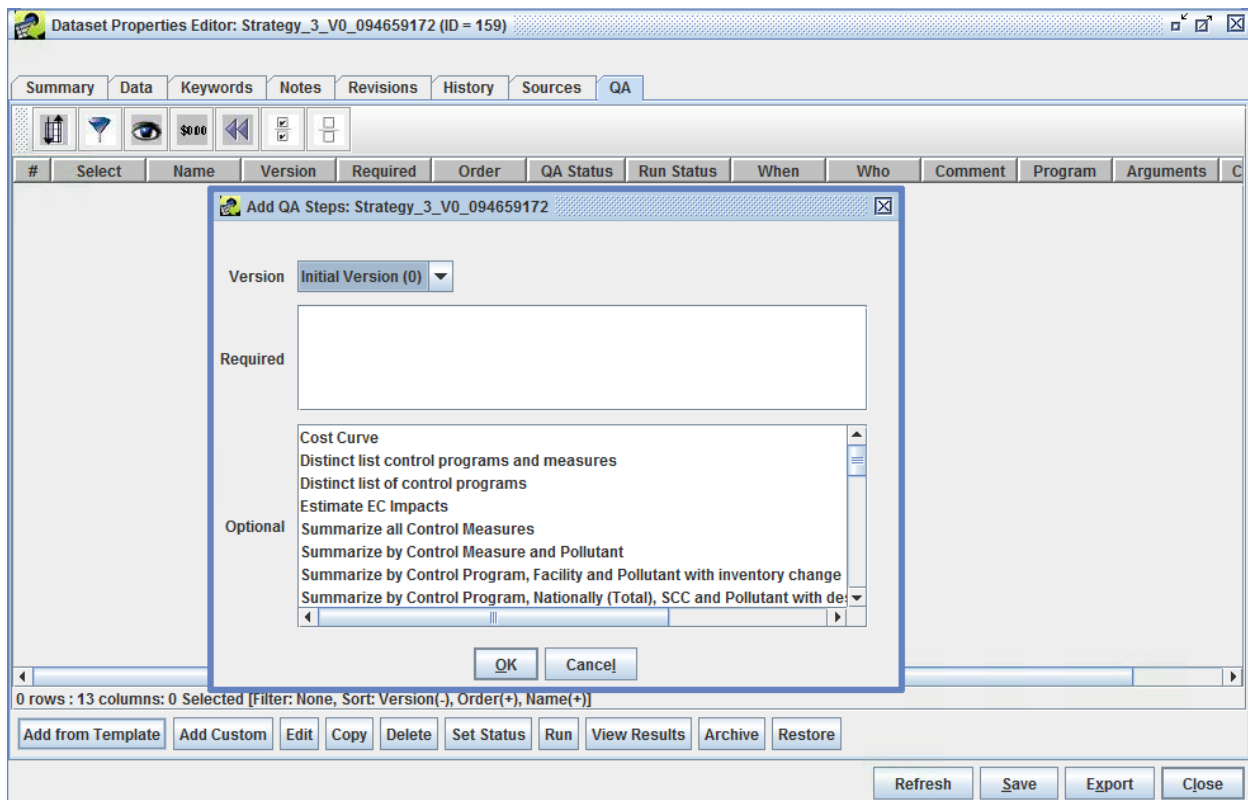 Dataset Properties Editor: Strategy_3_V0_094659172 (ID = 159)
Summary Data Keywords Notes Revisions History Sources QA
$0.00
# Select Name Version Required Order QA Status Run Status When Who Comment Program Arguments C
Add QA Steps: Strategy_3_V0_094659172
Version Initial Version (0)
Required
Optional
Cost Curve
Distinct list control programs and measures
Distinct list of control programs
Estimate EC Impacts
Summarize all Control Measures
Summarize by Control Measure and Pollutant
Summarize by Control Program, Facility and Pollutant with inventory change
Summarize by Control Program, Nationally (Total), SCC and Pollutant with des
OK Cancel
0 rows : 13 columns: 0 Selected [Filter: None, Sort: Version(-), Order(+), Name(+)]
Add from Template Add Custom Edit Copy Delete Set Status Run View Results Archive Restore
Refresh Save Export Close